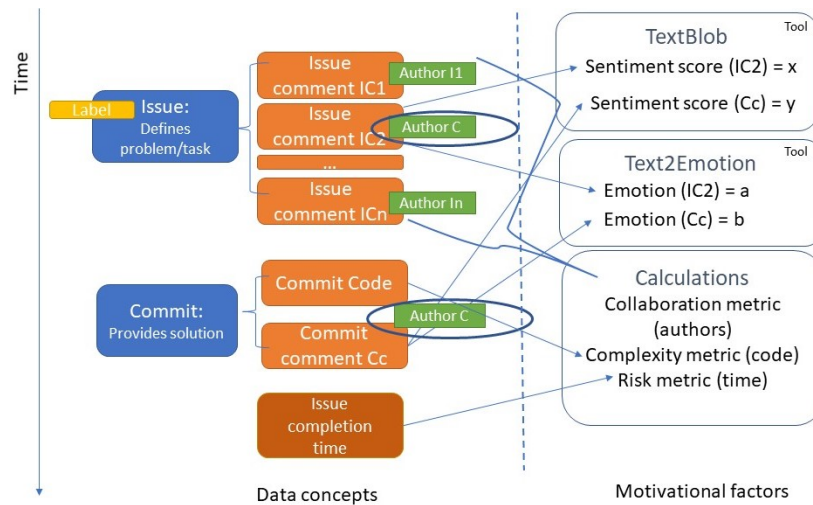 Time
Label
Issue:
Defines
problem/task
Issue
comment IC1
Author I1
Issue
comment IC2
Author C
...
Issue
comment ICn
Author In
Commit:
Provides solution
Commit Code
Author C
Commit
comment Cc
Issue
completion
time
Data concepts
Tool
TextBlob
Sentiment score (IC2) = x
Sentiment score (Cc) = y
Text2Emotion
Tool
Emotion (IC2) = a
Emotion (Cc) = b
Calculations
Collaboration metric
(authors)
Complexity metric (code)
Risk metric (time)
Motivational factors